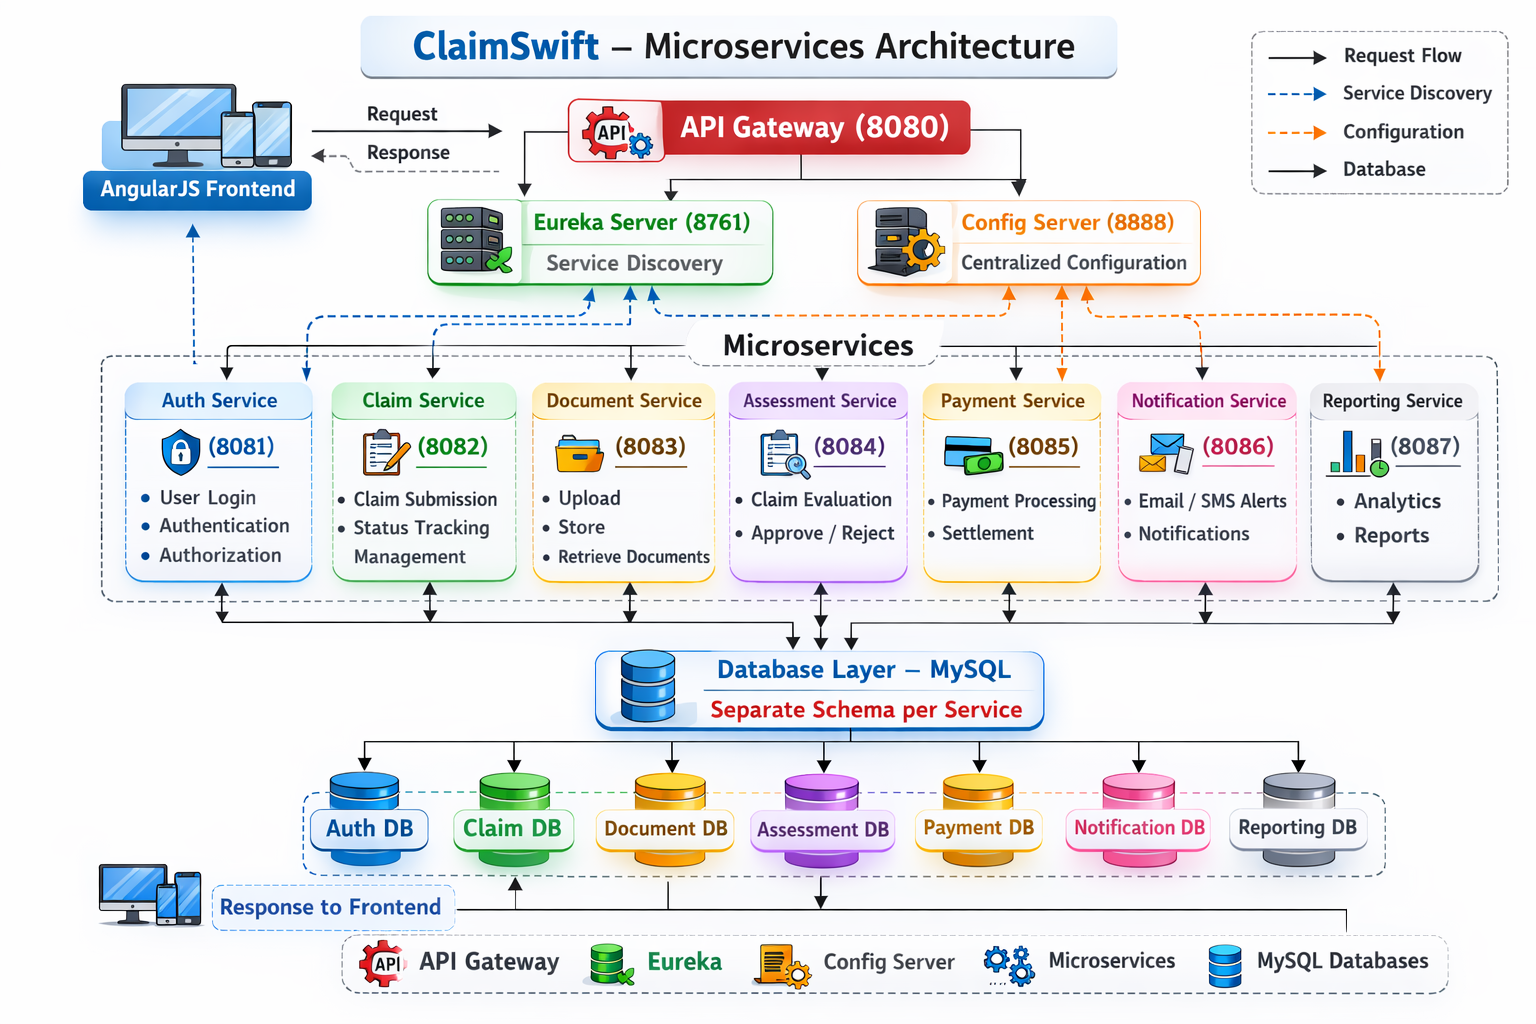 ClaimSwift – Microservices Architecture
Request Flow
Service Discovery
Configuration
Database
Request
Response
AngularJS Frontend
API
API Gateway (8080)
Eureka Server (8761)
Service Discovery
Config Server (8888)
Centralized Configuration
Microservices
Auth Service
(8081)
• User Login
• Authentication
• Authorization
Claim Service
(8082)
• Claim Submission
• Status Tracking
Management
Document Service
(8083)
• Upload
• Store
• Retrieve Documents
Assessment Service
(8084)
• Claim Evaluation
• Approve / Reject
Payment Service
(8085)
• Payment Processing
• Settlement
Notification Service
(8086)
• Email / SMS Alerts
• Notifications
Reporting Service
(8087)
• Analytics
• Reports
Database Layer – MySQL
Separate Schema per Service
Auth DB
Claim DB
Document DB
Assessment DB
Payment DB
Notification DB
Reporting DB
Response to Frontend
API
API Gateway
Eureka
Config Server
Microservices
MySQL Databases